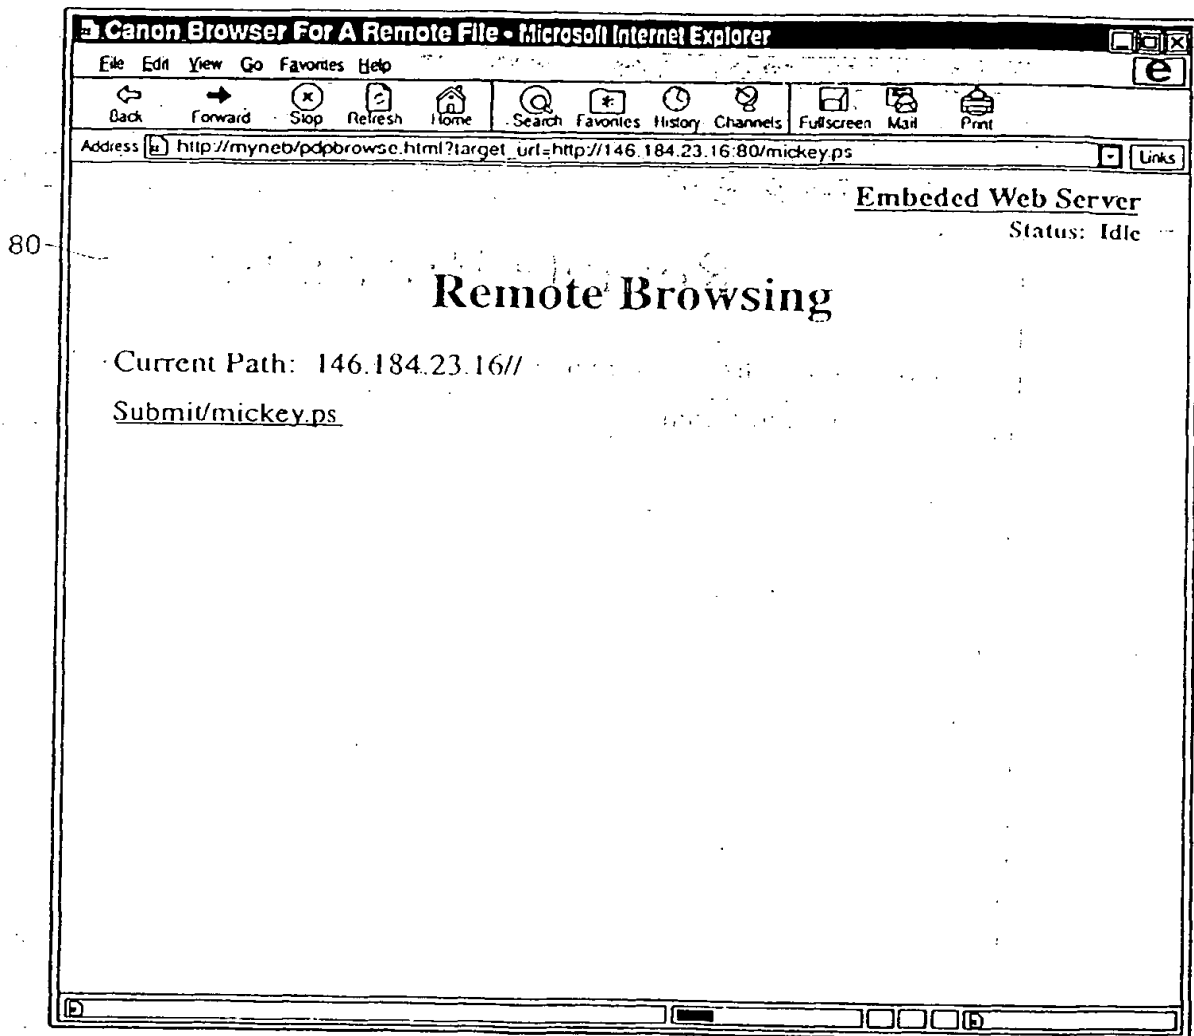 Canon Browser For A Remote File - Microsoft Internet Explorer
File Edit View Go Favorites Help
e
Back Forward Stop Refresh Home Search Favorites History Channels Fullscreen Mail Print
Address http://myneb/pdpbrowse.html?target_url=http://146.184.23.16:80/mickey.ps Links
Embeded Web Server
Status: Idle
80
Remote Browsing
Current Path: 146.184.23.16//
Submit/mickey.ps